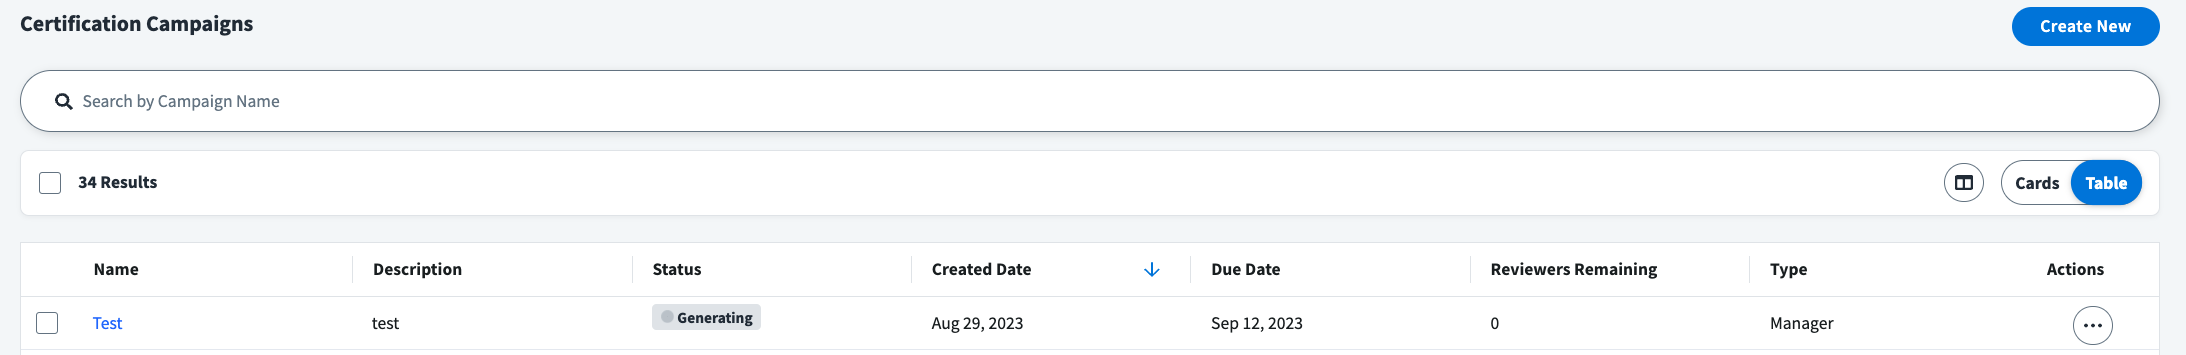 Certification Campaigns
Create New
Search by Campaign Name
34 Results
Cards Table
Name Description Status Created Date Due Date Reviewers Remaining Type Actions
Test test Generating Aug 29, 2023 Sep 12, 2023 0 Manager